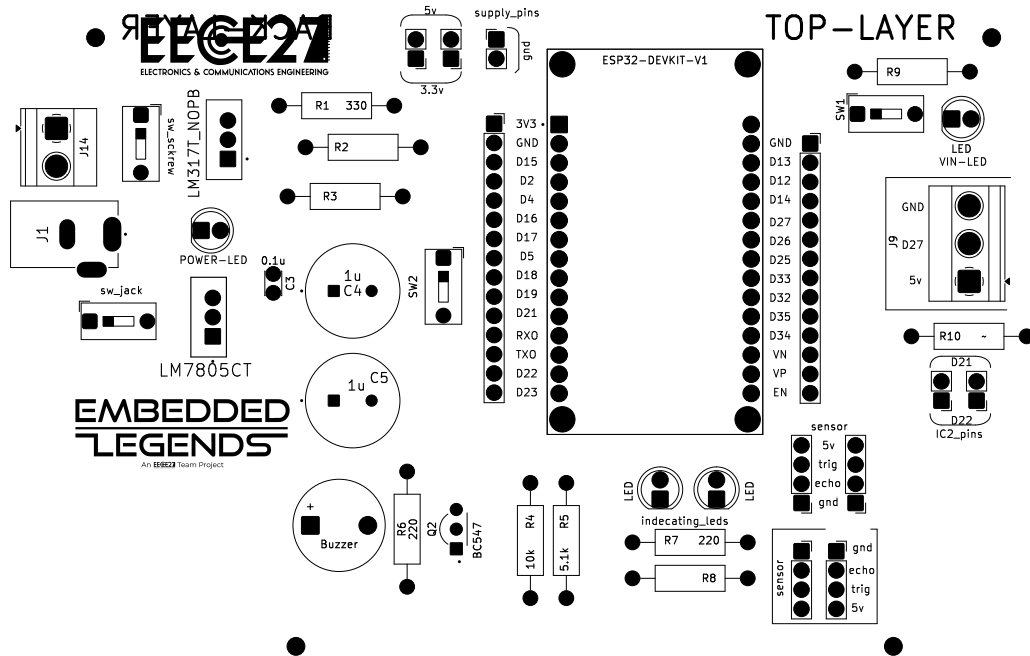 BACK-LAYER
EECE27
ELECTRONICS & COMMUNICATIONS ENGINEERING
5v
3.3v
supply_pins
gnd
TOP-LAYER
J14
sw_sckrew
LM317T_NOPB
R1 330
R2
R3
J1
POWER-LED
0.1u
C3
1u
C4
SW2
sw_jack
LM7805CT
1u C5
EMBEDDED
LEGENDS
An EECE27 Team Project
ESP32-DEVKIT-V1
3V3
GND
D15
D2
D4
D16
D17
D5
D18
D19
D21
RXO
TXO
D22
D23
GND
D13
D12
D14
D27
D26
D25
D33
D32
D35
D34
VN
VP
EN
R9
SW1
LED
VIN-LED
J9
GND
D27
5v
R10 ~
D21
D22
IC2_pins
sensor
5v
trig
echo
gnd
+
Buzzer
R6
220
Q2
BC547
R4
10k
R5
5.1k
LED
LED
indecating_leds
R7 220
R8
sensor
gnd
echo
trig
5v